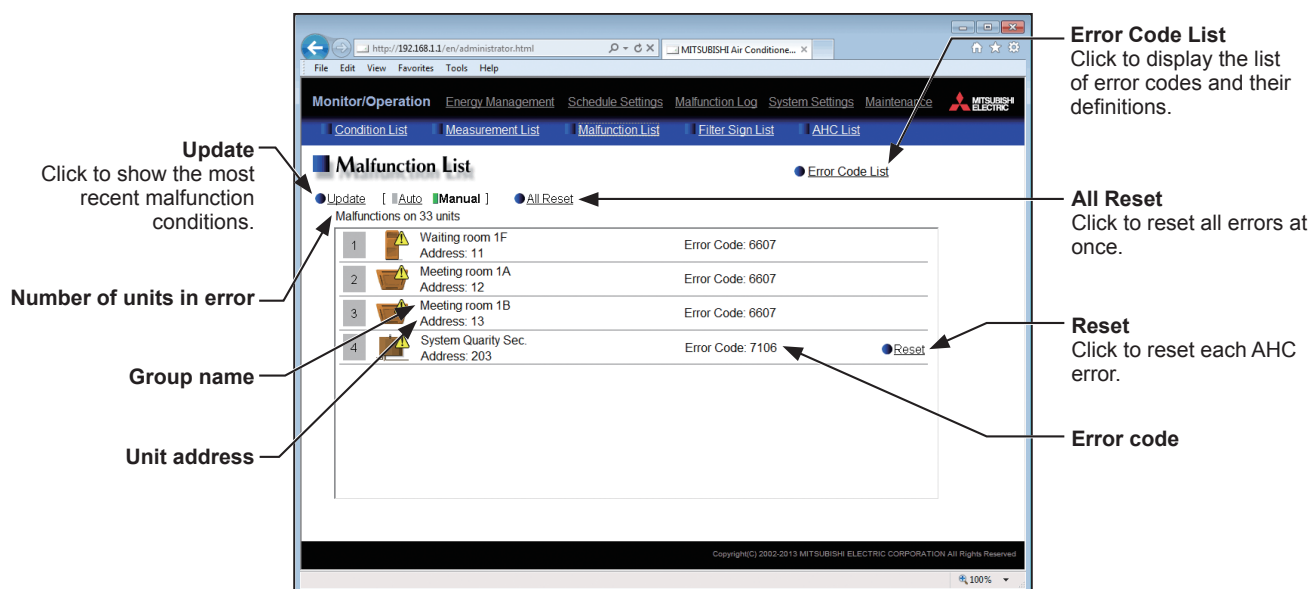 http://192.168.1.1/en/administrator.html
MITSUBISHI Air Conditione...
File Edit View Favorites Tools Help
Monitor/Operation Energy Management Schedule Settings Malfunction Log System Settings Maintenance MITSUBISHI ELECTRIC
Condition List Measurement List Malfunction List Filter Sign List AHC List
Malfunction List
Error Code List
Update [ Auto Manual ] All Reset
Malfunctions on 33 units
1 Waiting room 1F Error Code: 6607
Address: 11
2 Meeting room 1A Error Code: 6607
Address: 12
3 Meeting room 1B Error Code: 6607
Address: 13
4 System Quarity Sec. Error Code: 7106 Reset
Address: 203
Copyright(C) 2002-2013 MITSUBISHI ELECTRIC CORPORATION All Rights Reserved
100%
Update
Click to show the most
recent malfunction
conditions.
Number of units in error
Group name
Unit address
Error Code List
Click to display the list
of error codes and their
definitions.
All Reset
Click to reset all errors at
once.
Reset
Click to reset each AHC
error.
Error code